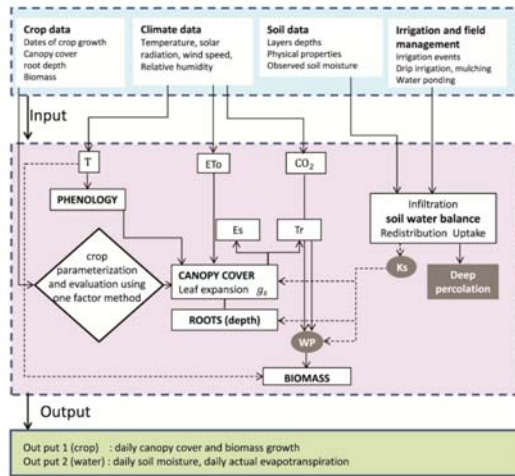 Crop data
Dates of crop growth
Canopy cover
root depth
Biomass
Climate data
Temperature, solar
radiation, wind speed,
Relative humidity
Soil data
Layers depths
Physical properties
Observed soil moisture
Irrigation and field
management
Irrigation events
Drip irrigation, mulching
Water ponding
Input
T
ETo
CO2
PHENOLOGY
Es
Tr
Infiltration
soil water balance
Redistribution Uptake
crop
parameterization
and evaluation using
one factor method
CANOPY COVER
Leaf expansion gs
Ks
Deep
percolation
ROOTS (depth)
WP
BIOMASS
Output
Out put 1 (crop) : daily canopy cover and biomass growth
Out put 2 (water) : daily soil moisture, daily actual evapotranspiration